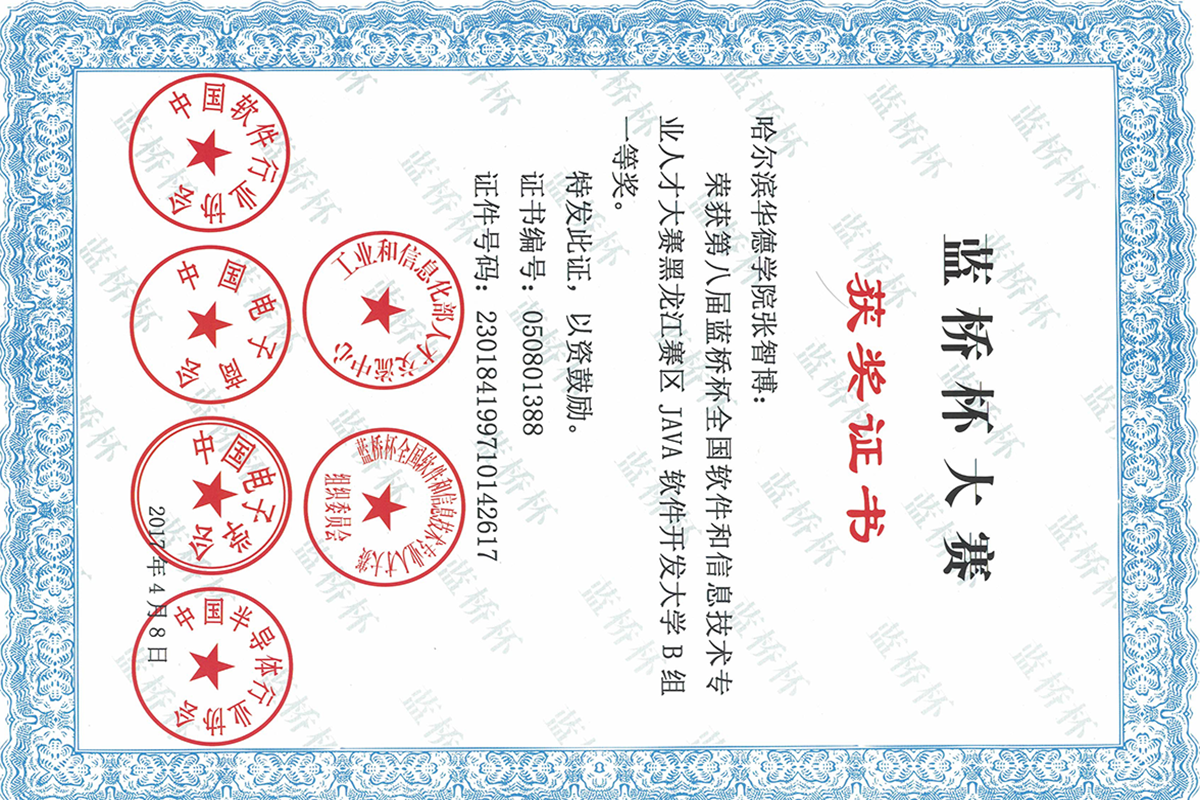 蓝桥杯大赛
获奖证书
哈尔滨华德学院张智博：
荣获第八届蓝桥杯全国软件和信息技术专
业人才大赛黑龙江赛区 JAVA 软件开发大学 B 组
一等奖。
特发此证，以资鼓励。
证书编号：050801388
证件号码：230184199710142617
工业和信息化部人才交流中心
蓝桥杯全国软件和信息技术专业人才大赛
组织委员会
中国软件行业协会
中国电子商会
中国电子学会
中国半导体行业协会
2017 年 4 月 8 日
蓝桥杯